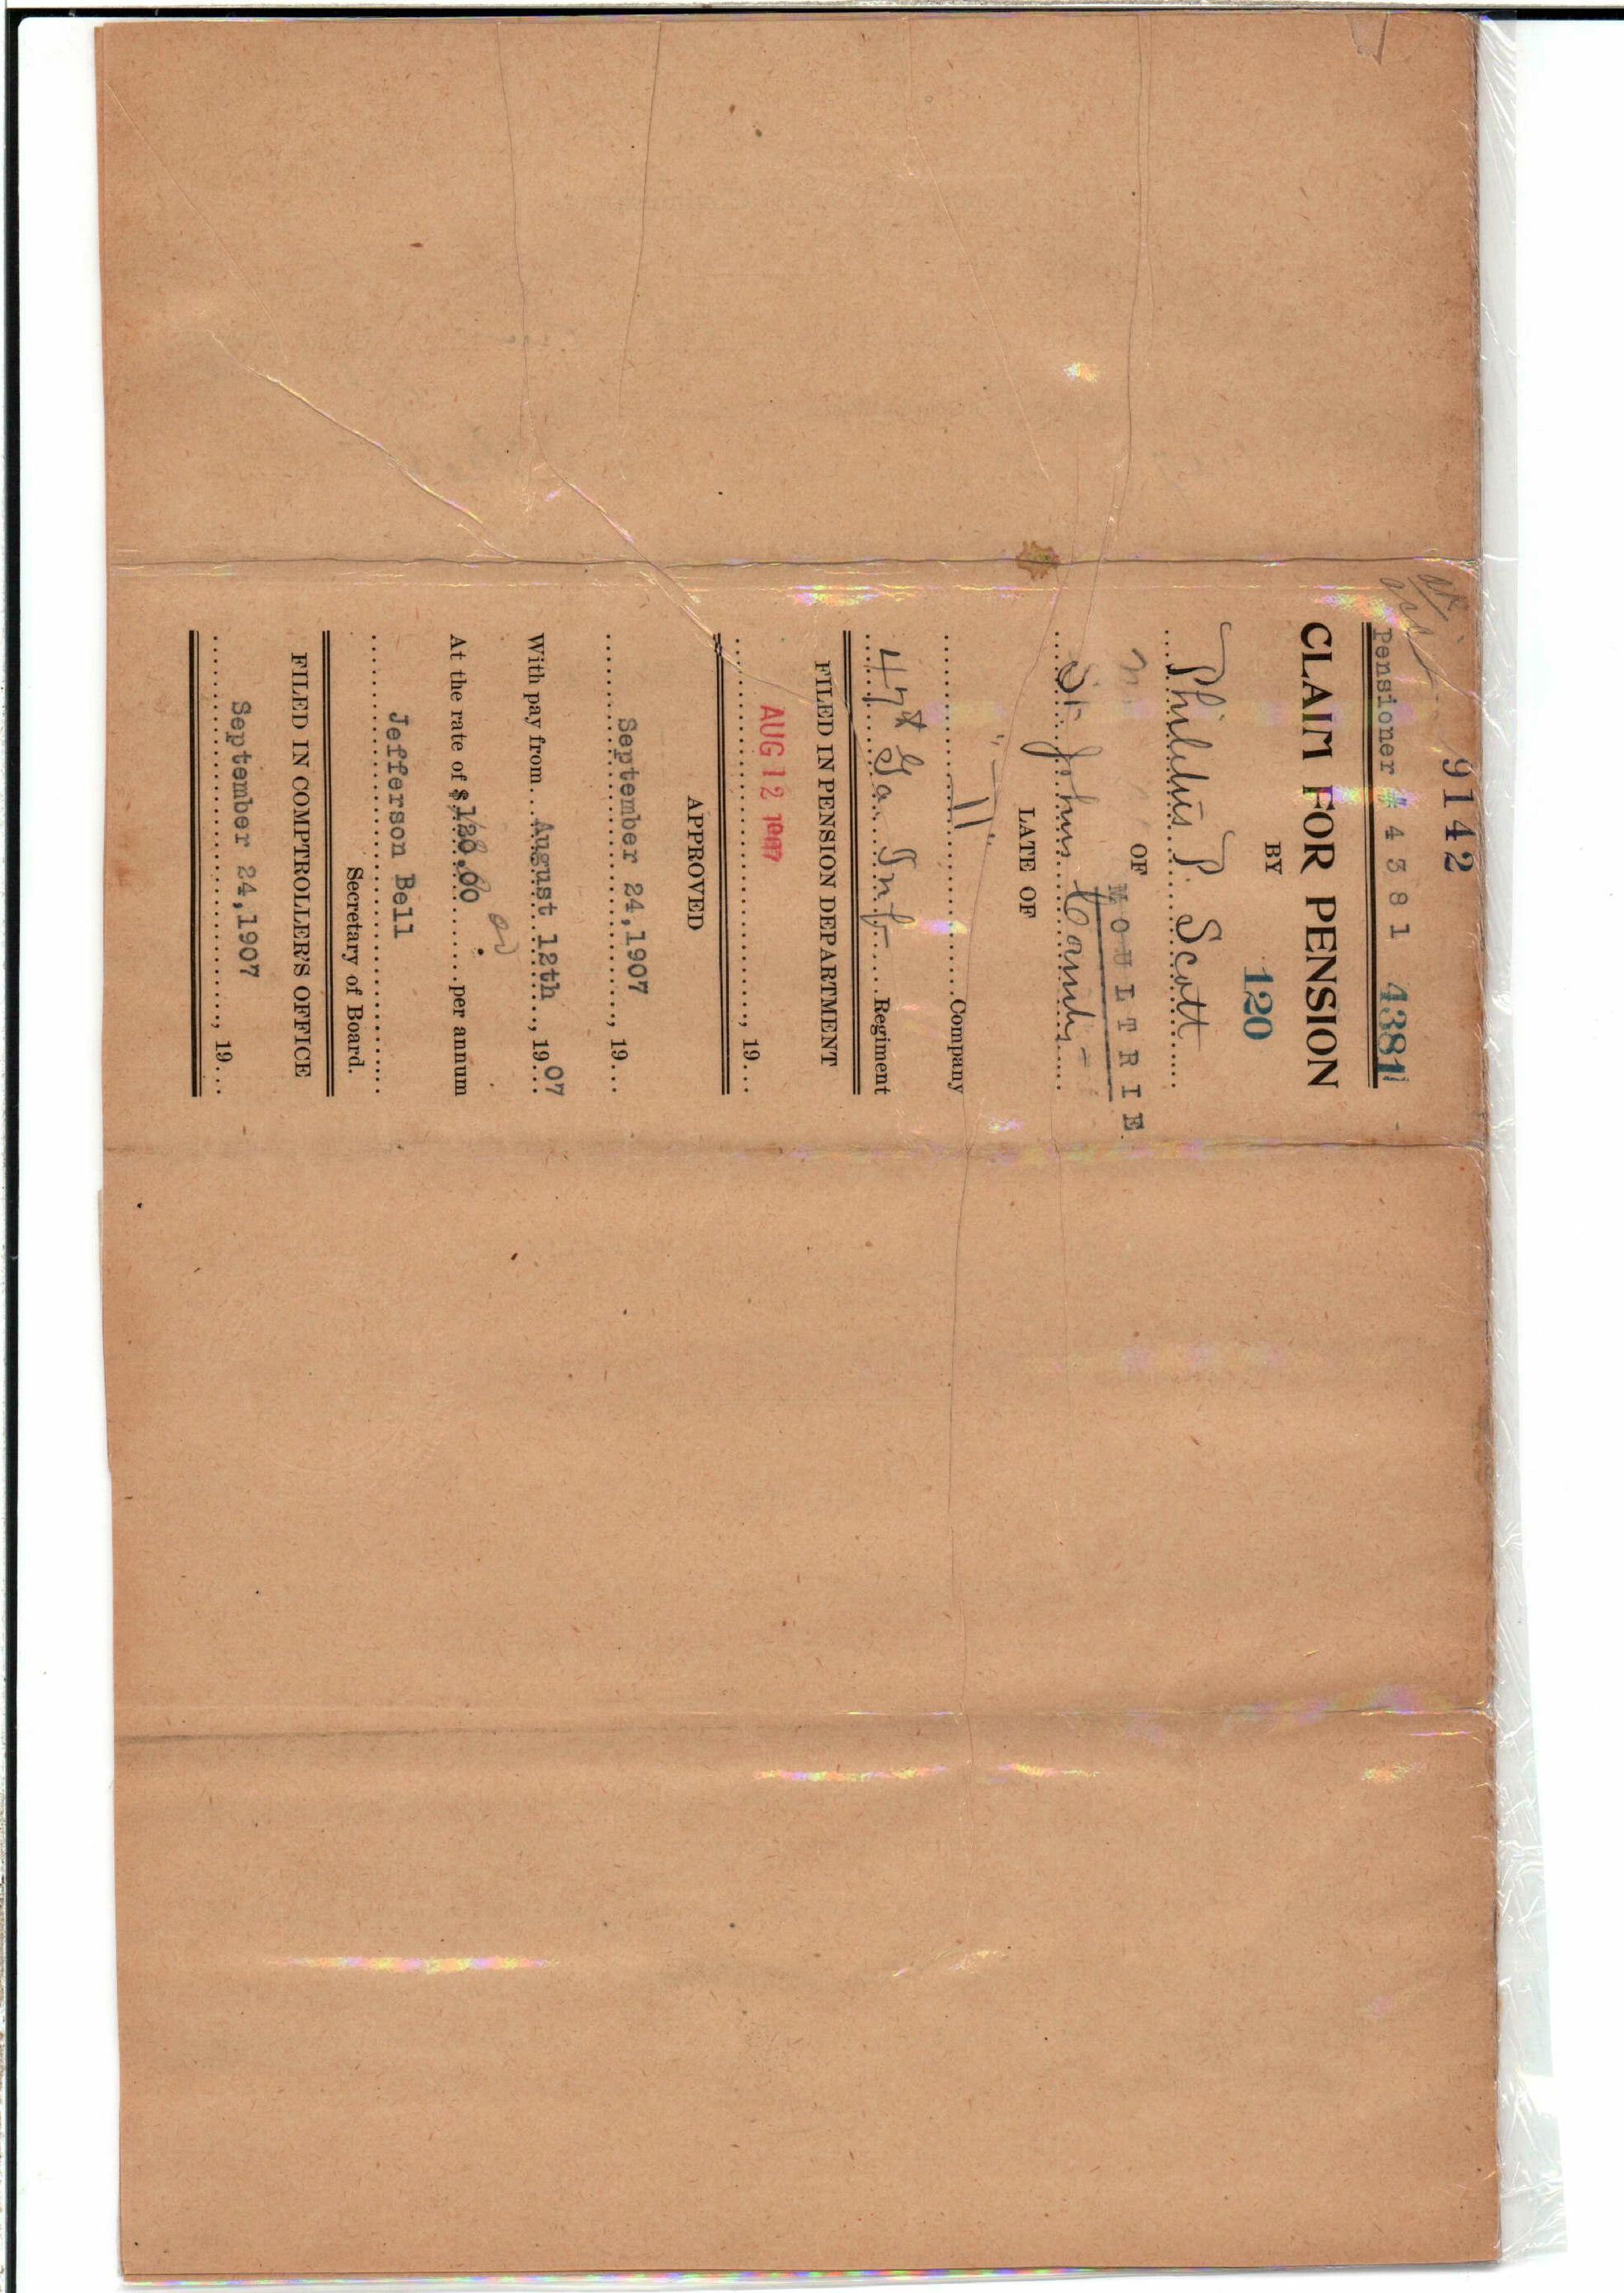 9142
Pensioner # 4381 4381
CLAIM FOR PENSION
BY
120
Philetus P. Scott
OF
MOULTRIE
St. Johns County
LATE OF
"H" Company
47th Ga. Inf Regiment
FILED IN PENSION DEPARTMENT
AUG 12 1907
, 19
APPROVED
September 24,1907
, 19
With pay from August 12th, 1907
At the rate of $ per annum
Jefferson Bell
Secretary of Board.
FILED IN COMPTROLLER'S OFFICE
September 24,1907
, 19